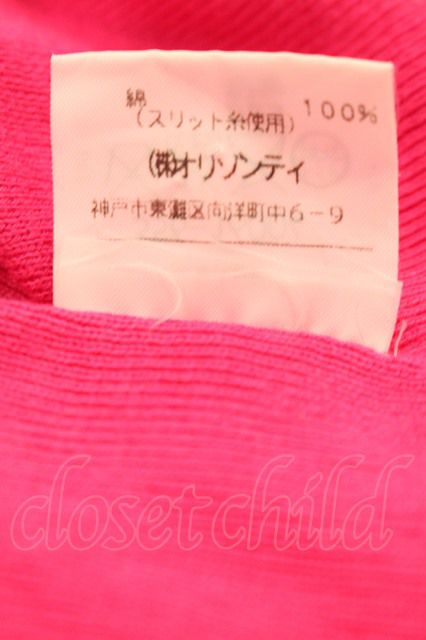 綿 100%
(スリット糸使用)
(株)オリゾンティ
神戸市東灘区向洋町中6-9
closet child